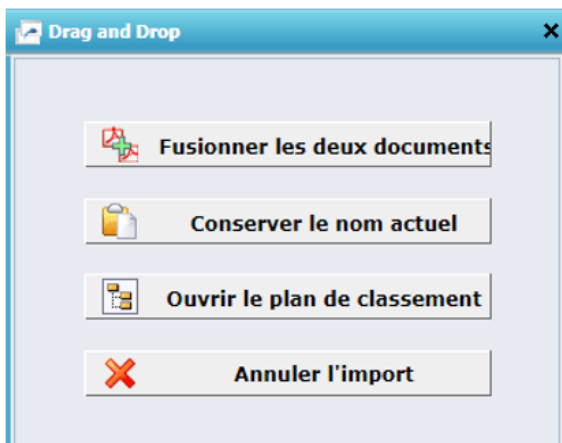 Drag and Drop
Fusionner les deux documents
Conserver le nom actuel
Ouvrir le plan de classement
Annuler l'import